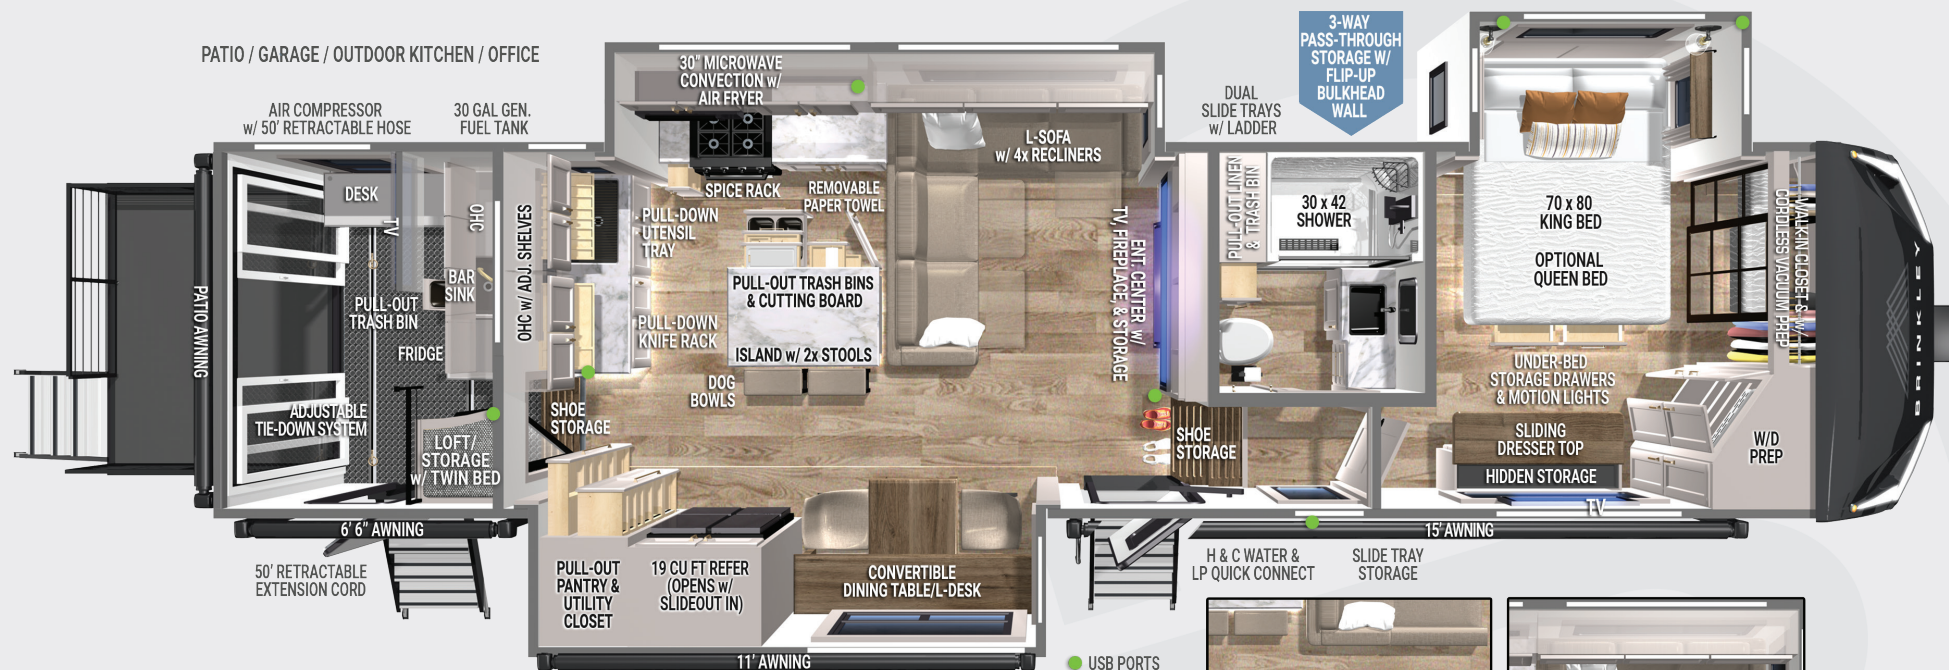 PATIO / GARAGE / OUTDOOR KITCHEN / OFFICE
AIR COMPRESSOR
w/ 50' RETRACTABLE HOSE
30 GAL GEN.
FUEL TANK
30" MICROWAVE
CONVECTION w/
AIR FRYER
L-SOFA
w/ 4x RECLINERS
DUAL
SLIDE TRAYS
w/ LADDER
3-WAY
PASS-THROUGH
STORAGE W/
FLIP-UP
BULKHEAD
WALL
DESK
TV
OHC
BAR
SINK
PULL-OUT
TRASH BIN
FRIDGE
PATIO AWNING
ADJUSTABLE
TIE-DOWN SYSTEM
LOFT/
STORAGE
w/ TWIN BED
OHC w/ ADJ. SHELVES
SPICE RACK
REMOVABLE
PAPER TOWEL
PULL-DOWN
UTENSIL
TRAY
PULL-OUT TRASH BINS
& CUTTING BOARD
PULL-DOWN
KNIFE RACK
ISLAND w/ 2x STOOLS
DOG
BOWLS
SHOE
STORAGE
ENT. CENTER w/
TV, FIREPLACE & STORAGE
PULL-OUT LINEN
& TRASH BIN
30 x 42
SHOWER
70 x 80
KING BED
OPTIONAL
QUEEN BED
WALK-IN CLOSET & w/
CORDLESS VACUUM PREP
UNDER-BED
STORAGE DRAWERS
& MOTION LIGHTS
SLIDING
DRESSER TOP
HIDDEN STORAGE
TV
W/D
PREP
BRINKLEY
SHOE
STORAGE
6' 6" AWNING
50' RETRACTABLE
EXTENSION CORD
PULL-OUT
PANTRY &
UTILITY
CLOSET
19 CU FT REFER
(OPENS w/
SLIDEOUT IN)
CONVERTIBLE
DINING TABLE/L-DESK
11' AWNING
15' AWNING
H & C WATER &
LP QUICK CONNECT
SLIDE TRAY
STORAGE
USB PORTS